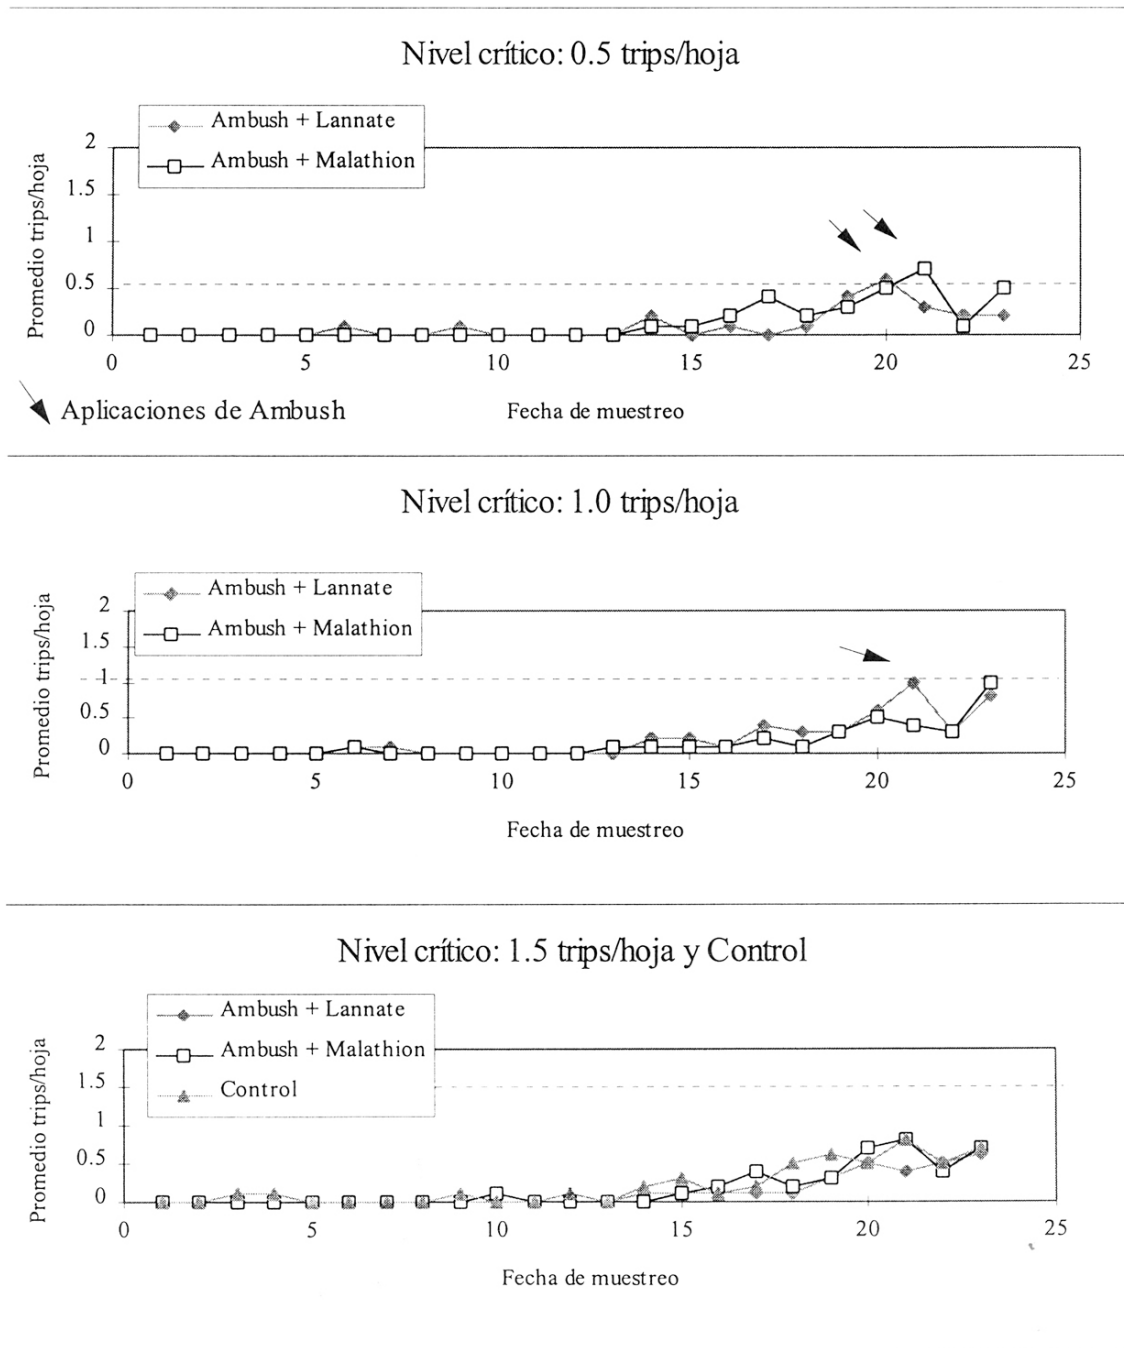 Nivel crítico: 0.5 trips/hoja
Ambush + Lannate
Ambush + Malathion
Promedio trips/hoja
2
1.5
1
0.5
0
0 5 10 15 20 25
Aplicaciones de Ambush
Fecha de muestreo
Nivel crítico: 1.0 trips/hoja
Ambush + Lannate
Ambush + Malathion
Promedio trips/hoja
2
1.5
1
0.5
0
0 5 10 15 20 25
Fecha de muestreo
Nivel crítico: 1.5 trips/hoja y Control
Ambush + Lannate
Ambush + Malathion
Control
Promedio trips/hoja
2
1.5
1
0.5
0
0 5 10 15 20 25
Fecha de muestreo